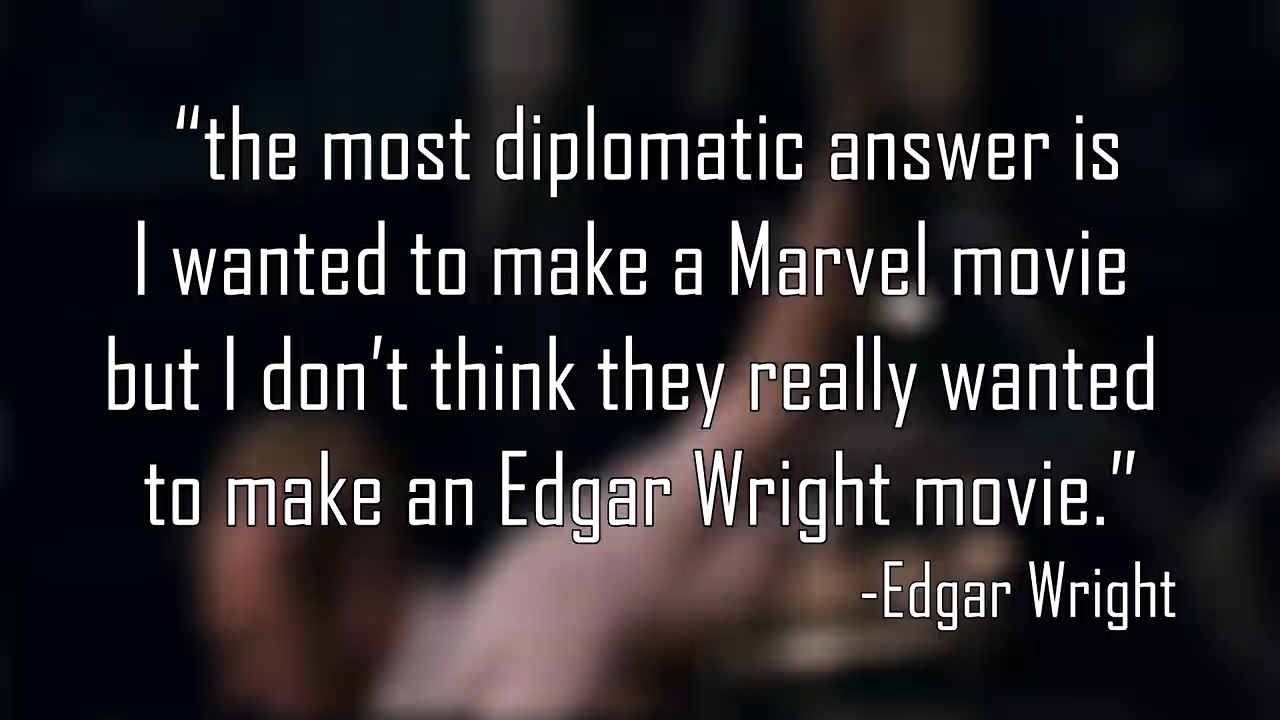 “the most diplomatic answer is
I wanted to make a Marvel movie
but I don’t think they really wanted
to make an Edgar Wright movie.”
-Edgar Wright